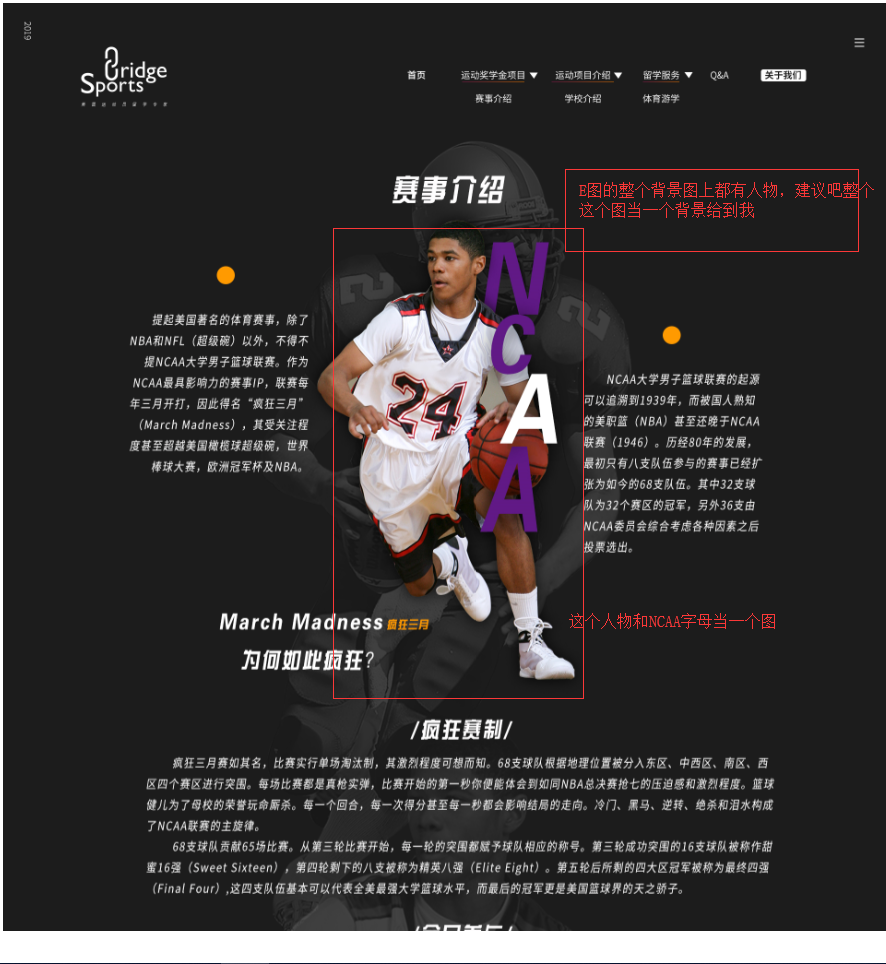 2019
Bridge
Sports
首页
运动奖学金项目
运动项目介绍
留学服务
Q&A
关于我们
赛事介绍
学校介绍
体育游学
赛事介绍
E图的整个背景图上都有人物，建议吧整个
这个图当一个背景给到我
NCAA
2
2
24
提起美国著名的体育赛事，除了
NBA和NFL（超级碗）以外，不得不
提NCAA大学男子篮球联赛。作为
NCAA最具影响力的赛事IP，联赛每
年三月开打，因此得名“疯狂三月”
（March Madness），其受关注程
度甚至超越美国橄榄球超级碗，世界
棒球大赛，欧洲冠军杯及NBA。
NCAA大学男子篮球联赛的起源
可以追溯到1939年，而被国人熟知
的美职篮（NBA）甚至还晚于NCAA
联赛（1946）。历经80年的发展，
最初只有八支队伍参与的赛事已经扩
张为如今的68支队伍。其中32支球
队为32个赛区的冠军，另外36支由
NCAA委员会综合考虑各种因素之后
投票选出。
这个人物和NCAA字母当一个图
March Madness 疯狂三月
为何如此疯狂?
/疯狂赛制/
疯狂三月赛如其名，比赛实行单场淘汰制，其激烈程度可想而知。68支球队根据地理位置被分入东区、中西区、南区、西
区四个赛区进行突围。每场比赛都是真枪实弹，比赛开始的第一秒你便能体会到如同NBA总决赛抢七的压迫感和激烈程度。篮球
健儿为了母校的荣誉玩命厮杀。每一个回合，每一次得分甚至每一秒都会影响结局的走向。冷门、黑马、逆转、绝杀和泪水构成
了NCAA联赛的主旋律。
68支球队贡献65场比赛。从第三轮比赛开始，每一轮的突围都赋予球队相应的称号。第三轮成功突围的16支球队被称作甜
蜜16强（Sweet Sixteen），第四轮剩下的八支被称为精英八强（Elite Eight）。第五轮后所剩的四大区冠军被称为最终四强
（Final Four）,这四支队伍基本可以代表全美最强大学篮球水平，而最后的冠军更是美国篮球界的天之骄子。